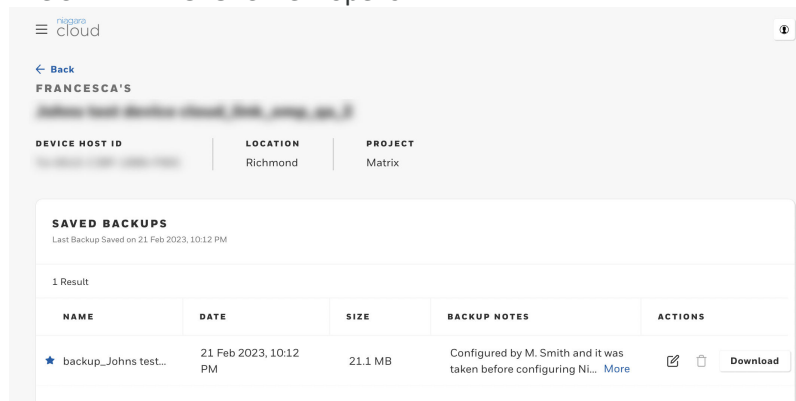 niagara
cloud
← Back
FRANCESCA'S
DEVICE HOST ID LOCATION PROJECT
Richmond Matrix
SAVED BACKUPS
Last Backup Saved on 21 Feb 2023, 10:12 PM
1 Result
NAME DATE SIZE BACKUP NOTES ACTIONS
backup_Johns test... 21 Feb 2023, 10:12 PM 21.1 MB Configured by M. Smith and it was taken before configuring Ni... More Download